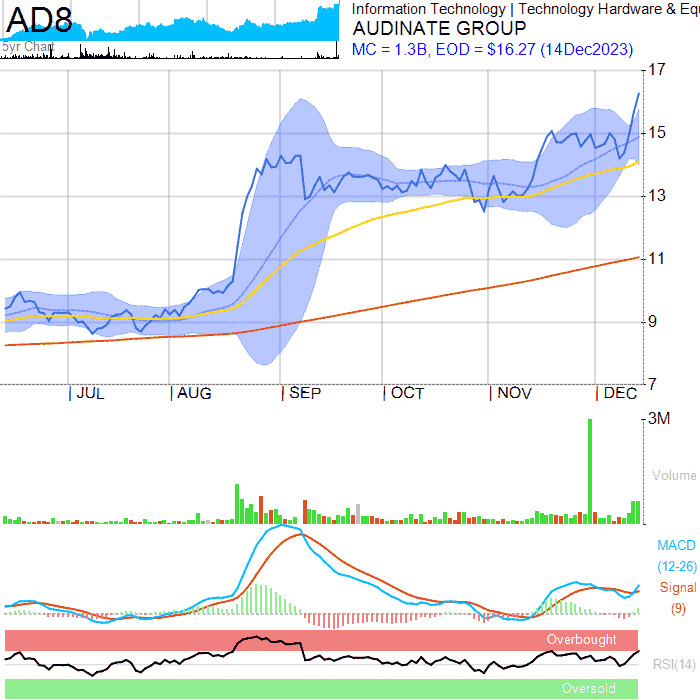 AD8
5yr Chart
Information Technology | Technology Hardware & Equ
AUDINATE GROUP
MC = 1.3B, EOD = $16.27 (14Dec2023)
17
15
13
11
9
7
| JUL | AUG | SEP | OCT | NOV | DEC
3M
Volume
MACD
(12-26)
Signal
(9)
Overbought
RSI(14)
Oversold